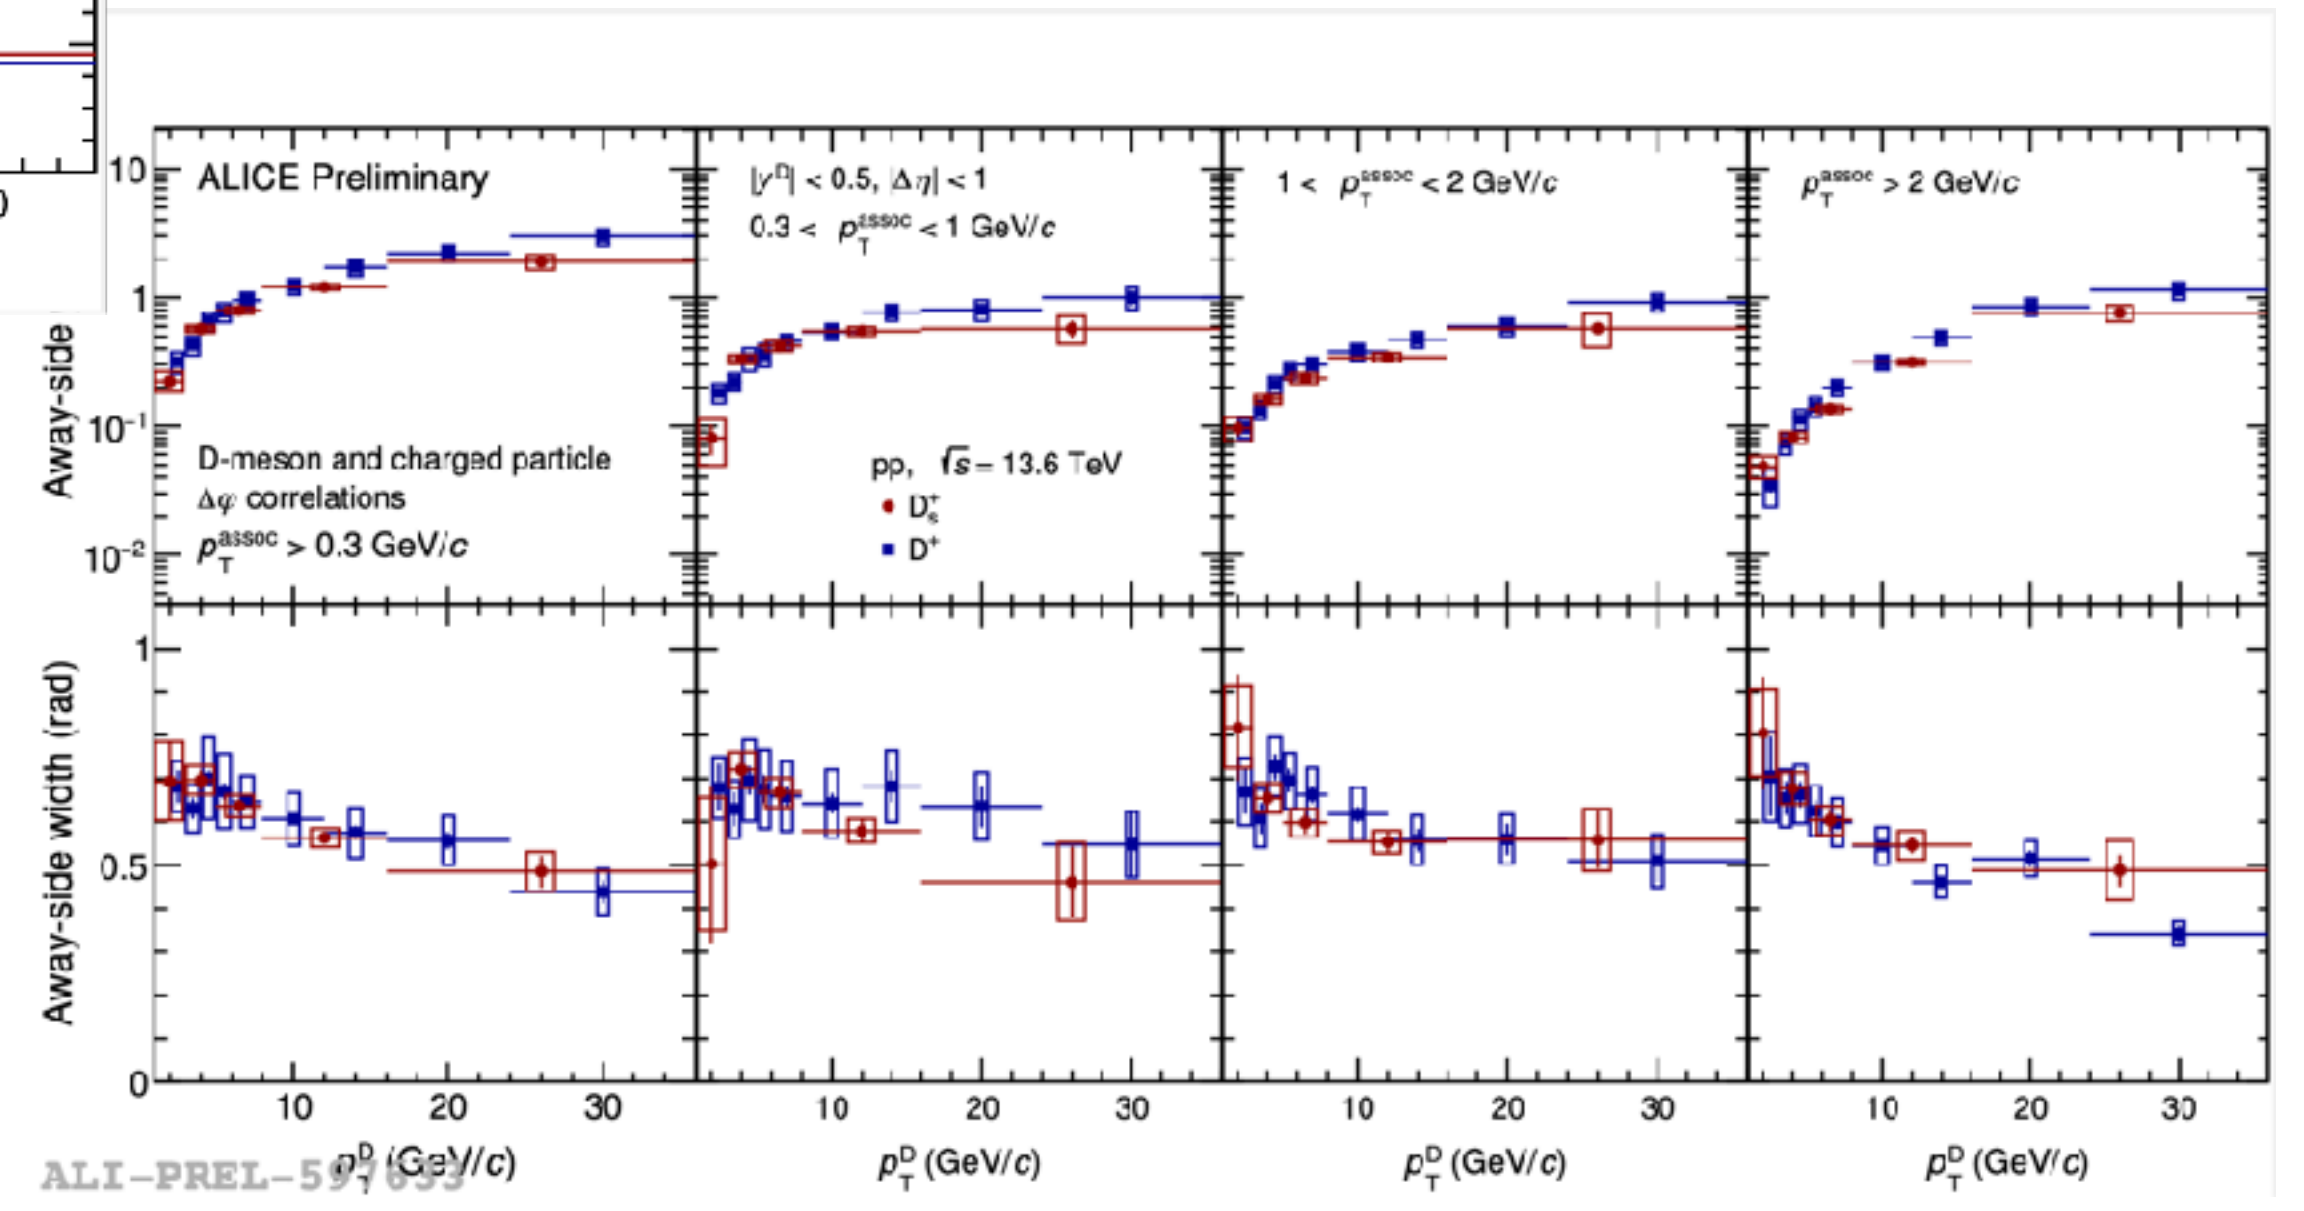 ALICE Preliminary
|y^D| < 0.5, |Δη| < 1
0.3 < p_T^assoc < 1 GeV/c
1 < p_T^assoc < 2 GeV/c
p_T^assoc > 2 GeV/c
10
1
10^-1
10^-2
Away-side
D-meson and charged particle
Δφ correlations
p_T^assoc > 0.3 GeV/c
pp, √s = 13.6 TeV
D_s^+
D^+
1
0.5
0
Away-side width (rad)
10 20 30
10 20 30
10 20 30
10 20 30
p_T^D (GeV/c)
p_T^D (GeV/c)
p_T^D (GeV/c)
p_T^D (GeV/c)
ALI-PREL-597633